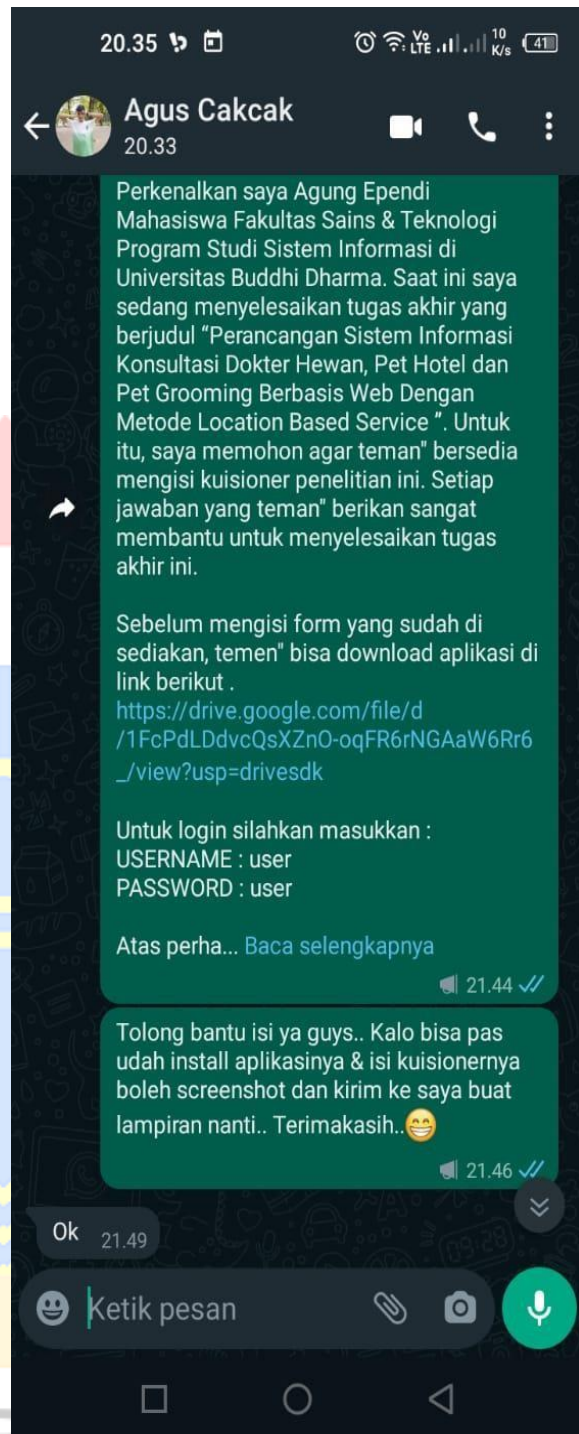 20.35
Vo LTE
10 K/s
41
Agus Cakcak
20.33
Perkenalkan saya Agung Ependi
Mahasiswa Fakultas Sains & Teknologi
Program Studi Sistem Informasi di
Universitas Buddhi Dharma. Saat ini saya
sedang menyelesaikan tugas akhir yang
berjudul “Perancangan Sistem Informasi
Konsultasi Dokter Hewan, Pet Hotel dan
Pet Grooming Berbasis Web Dengan
Metode Location Based Service ”. Untuk
itu, saya memohon agar teman" bersedia
mengisi kuisioner penelitian ini. Setiap
jawaban yang teman" berikan sangat
membantu untuk menyelesaikan tugas
akhir ini.
Sebelum mengisi form yang sudah di
sediakan, temen" bisa download aplikasi di
link berikut .
https://drive.google.com/file/d
/1FcPdLDdvcQsXZnO-oqFR6rNGAaW6Rr6
_/view?usp=drivesdk
Untuk login silahkan masukkan :
USERNAME : user
PASSWORD : user
Atas perha... Baca selengkapnya
21.44
Tolong bantu isi ya guys.. Kalo bisa pas
udah install aplikasinya & isi kuisionernya
boleh screenshot dan kirim ke saya buat
lampiran nanti.. Terimakasih..😁
21.46
Ok 21.49
Ketik pesan